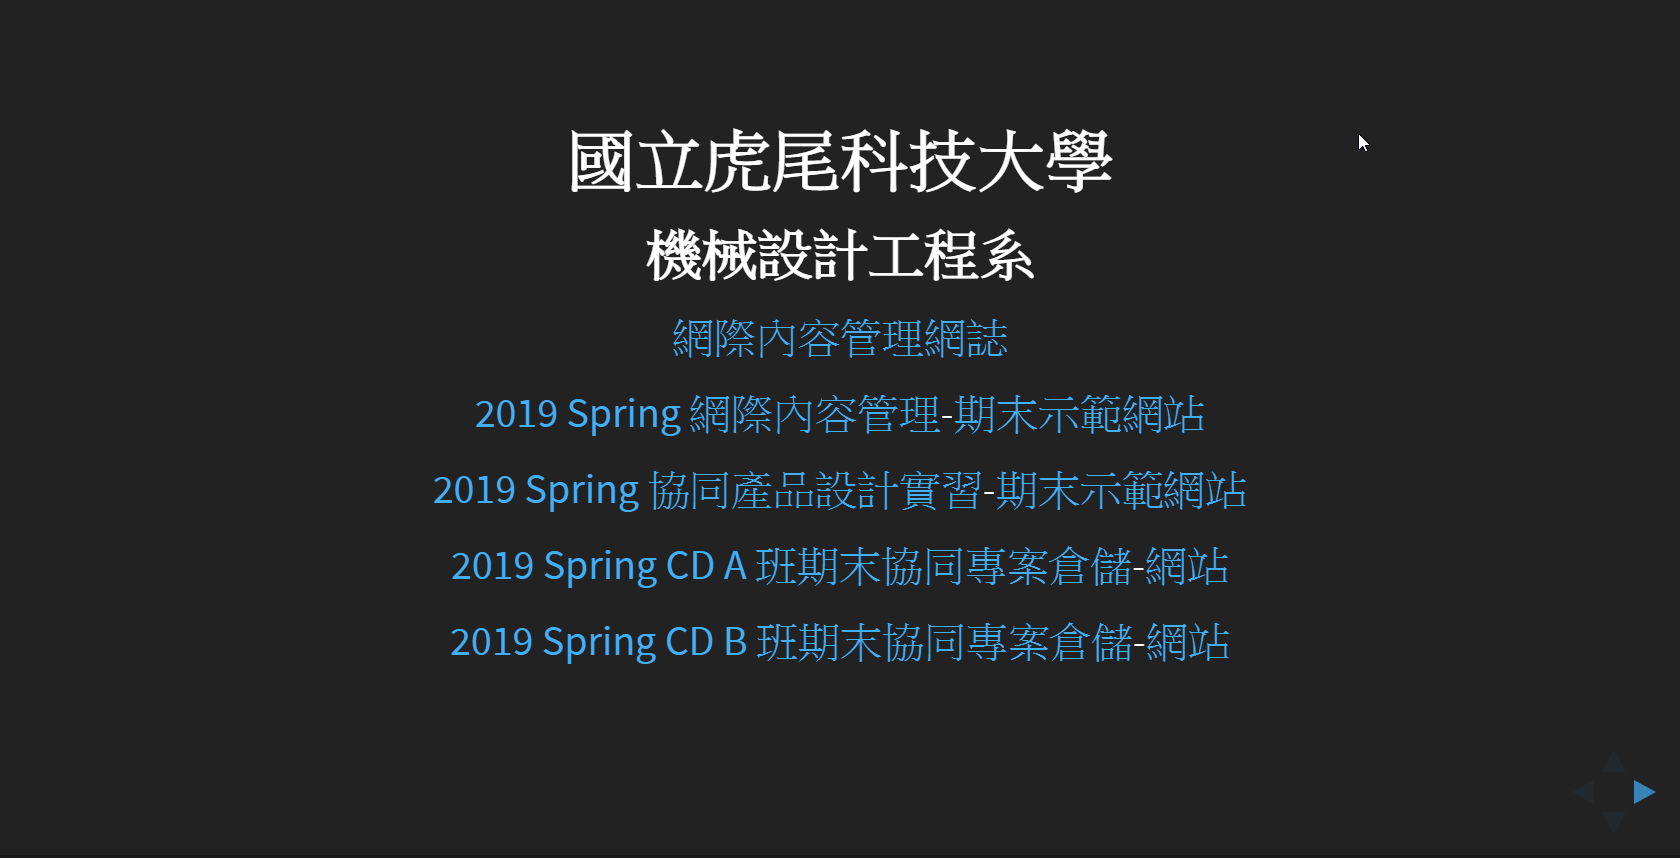 國立虎尾科技大學
機械設計工程系
網際內容管理網誌
2019 Spring 網際內容管理-期末示範網站
2019 Spring 協同產品設計實習-期末示範網站
2019 Spring CD A 班期末協同專案倉儲-網站
2019 Spring CD B 班期末協同專案倉儲-網站